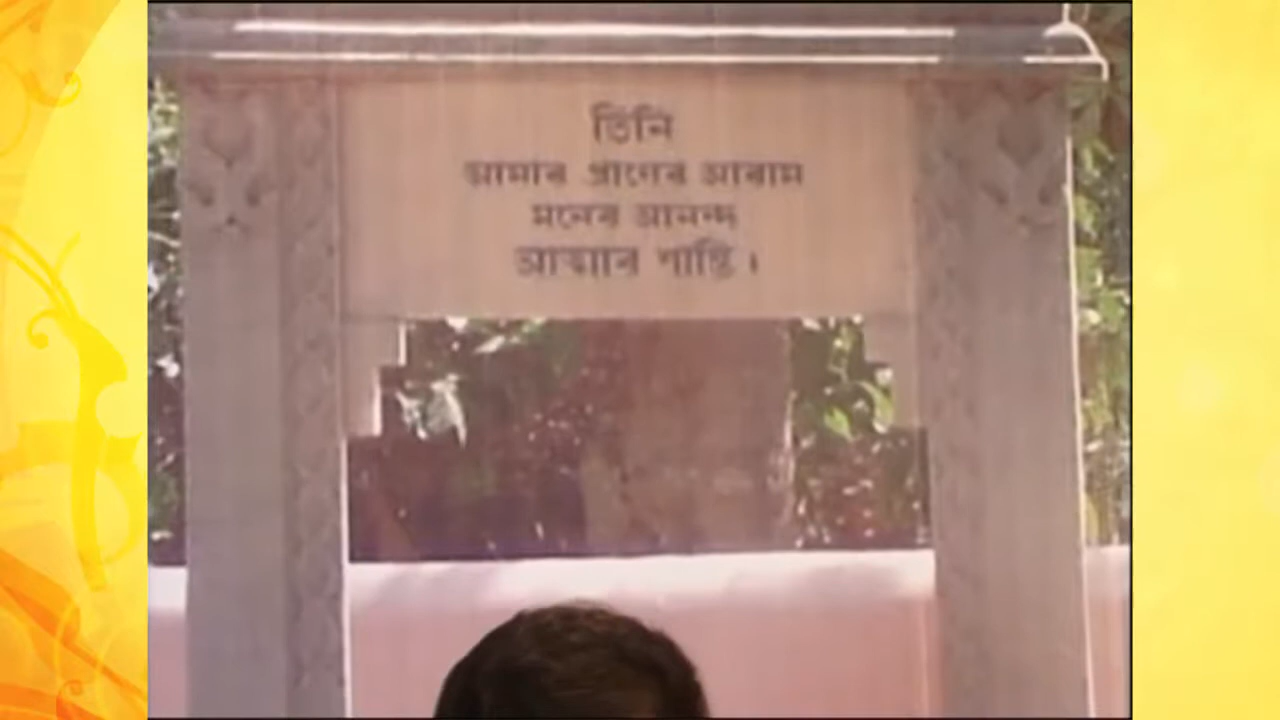 তিনি
আমার প্রাণের আরাম
মনের আনন্দ
আত্মার শান্তি।